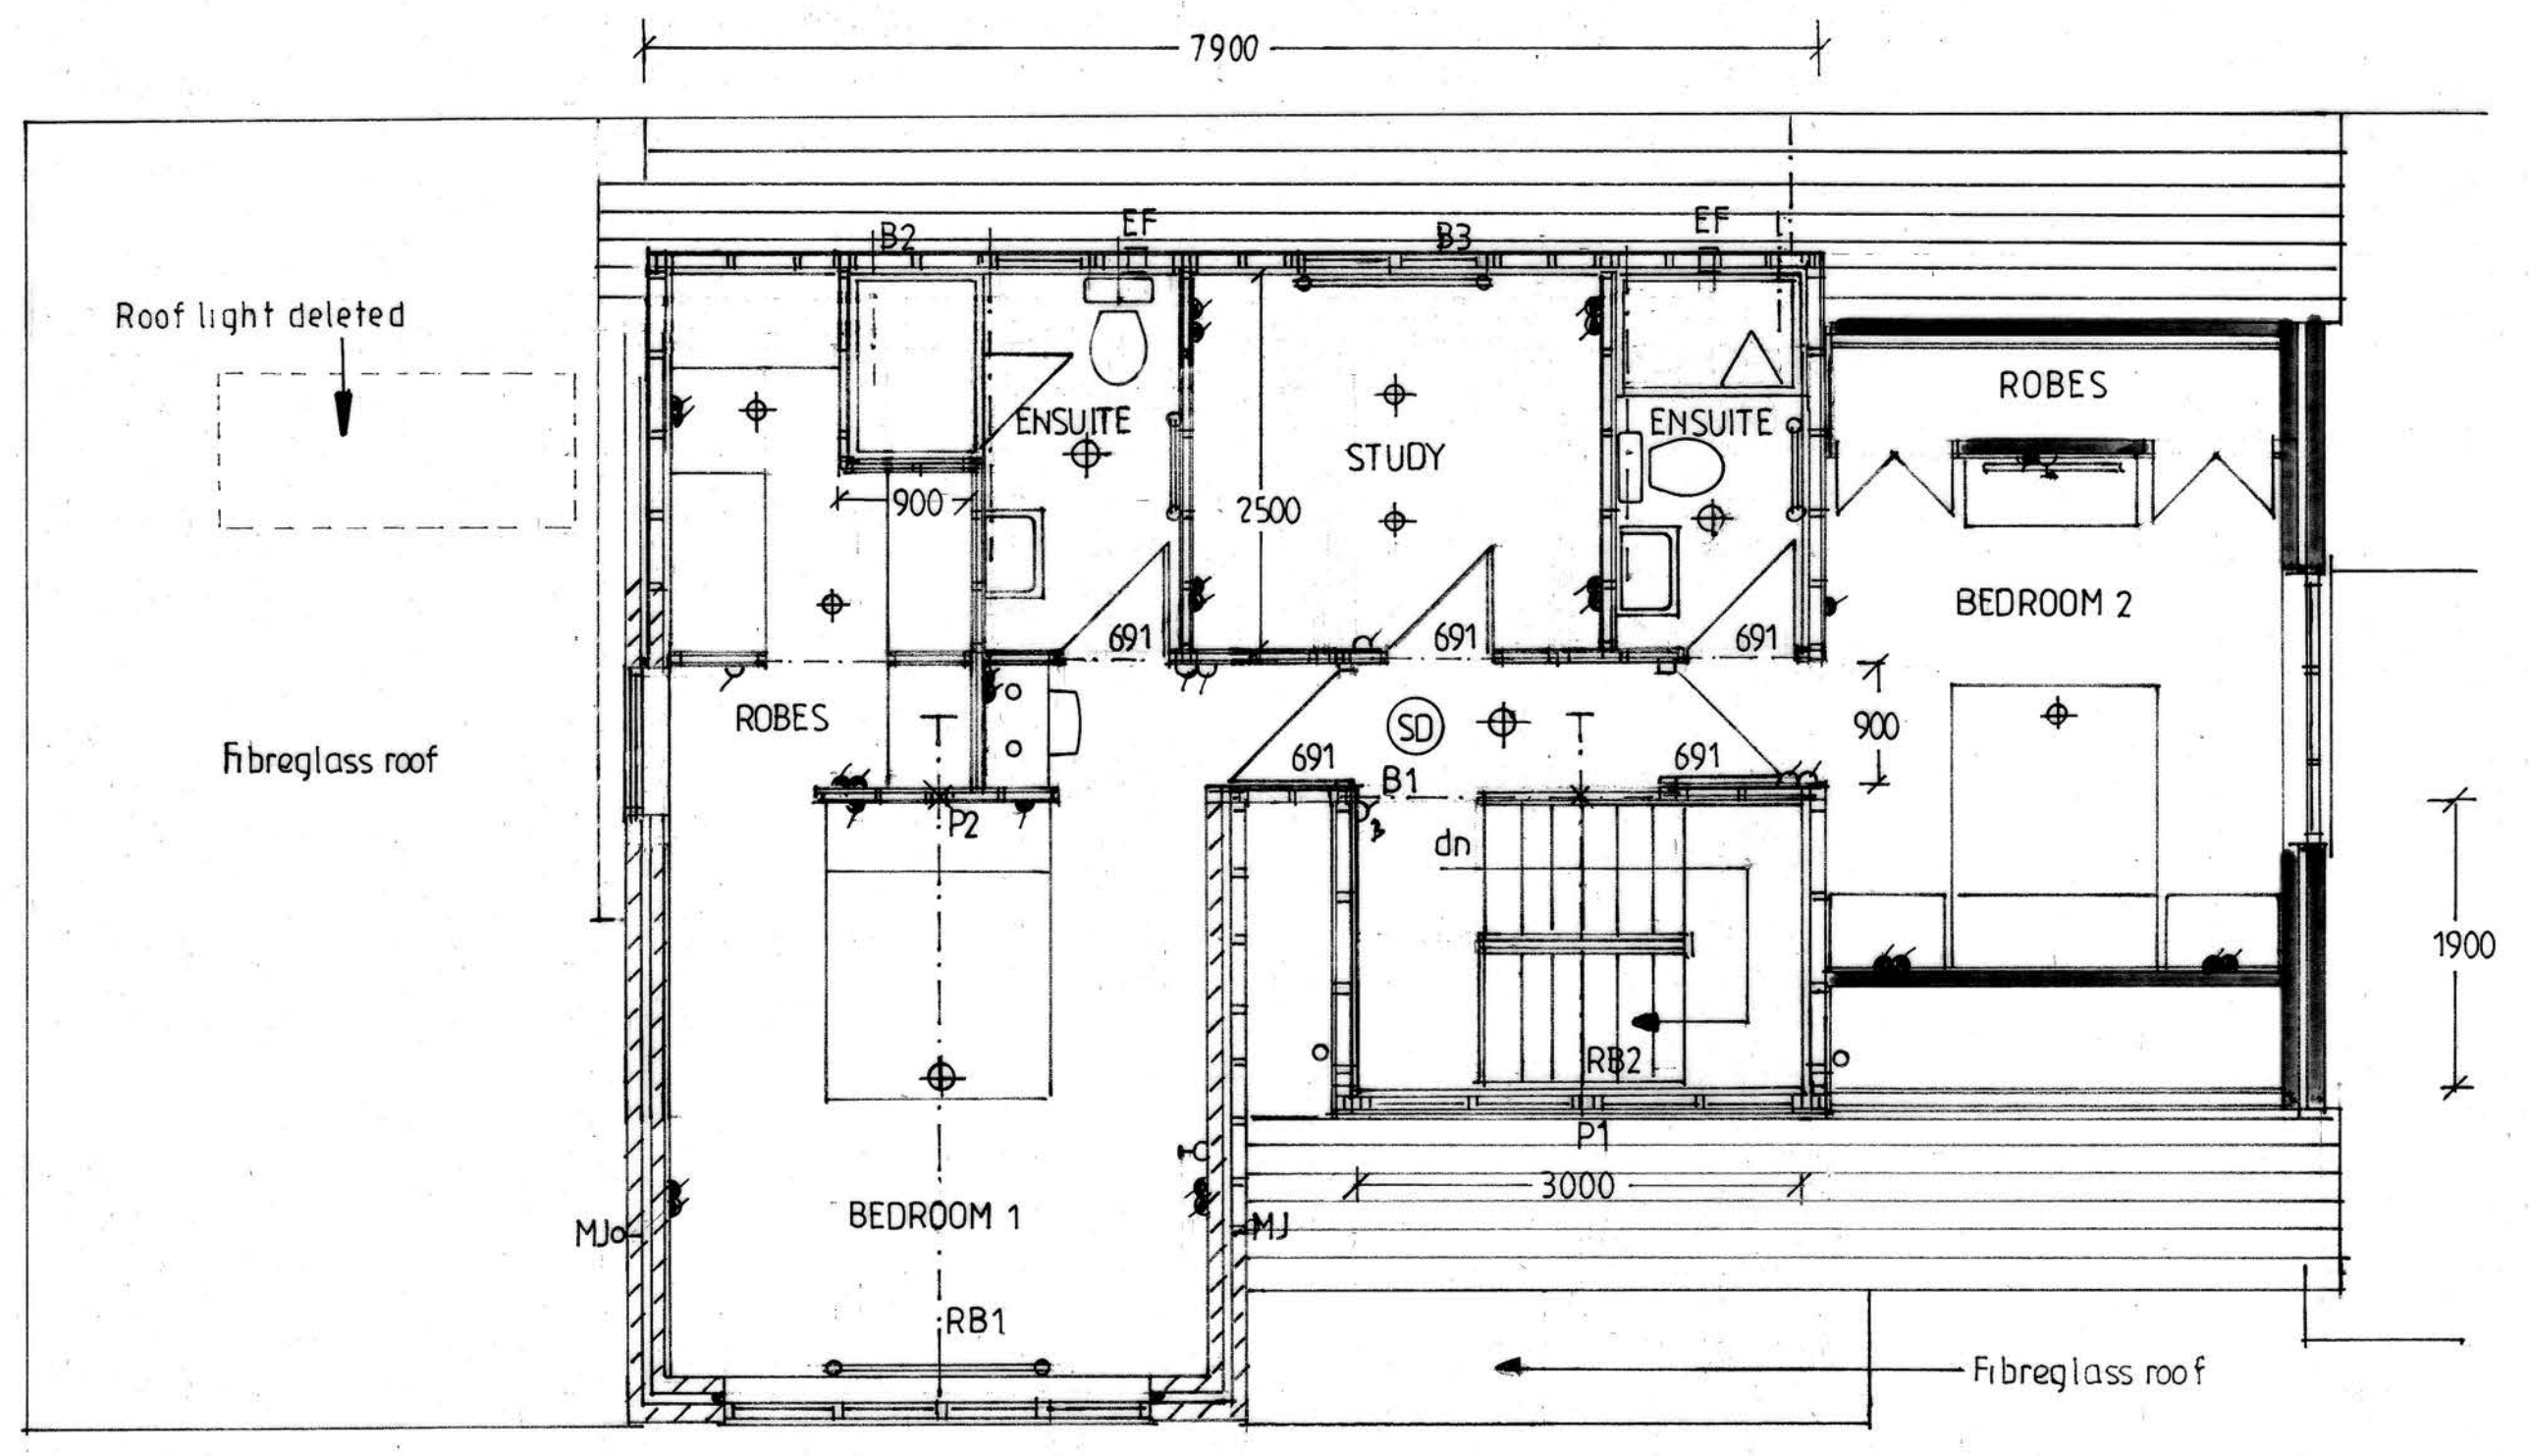 7900
B2
EF
B3
EF
Roof light deleted
ROBES
ENSUITE
STUDY
ENSUITE
900
2500
BEDROOM 2
691
691
691
ROBES
SD
900
Fibreglass roof
691
691
B1
P2
dn
1900
RB2
P1
3000
BEDROOM 1
MJ
MJ
RB1
Fibreglass roof